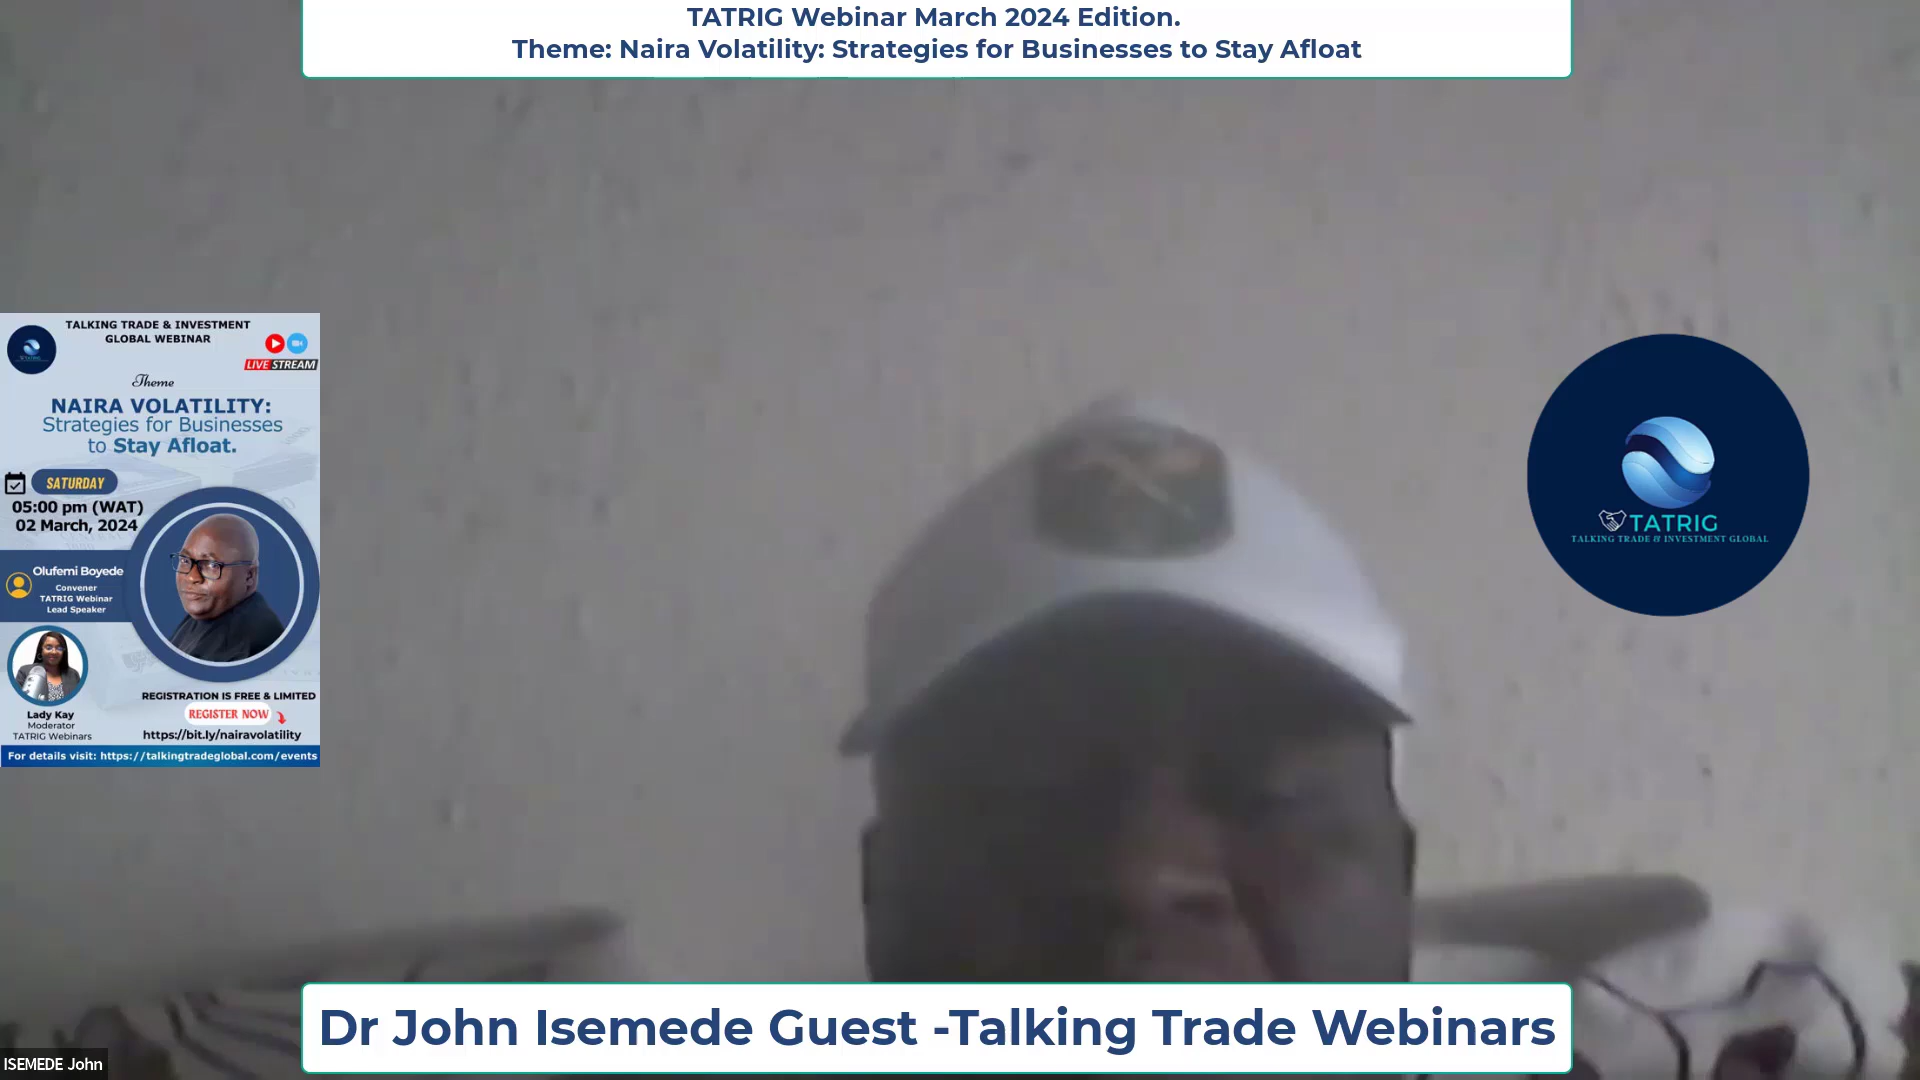 TATRIG Webinar March 2024 Edition.
Theme: Naira Volatility: Strategies for Businesses to Stay Afloat
TALKING TRADE & INVESTMENT
GLOBAL WEBINAR
LIVE STREAM
Theme
NAIRA VOLATILITY:
Strategies for Businesses
to Stay Afloat.
SATURDAY
05:00 pm (WAT)
02 March, 2024
Olufemi Boyede
Convener
TATRIG Webinar
Lead Speaker
Lady Kay
Moderator
TATRIG Webinars
REGISTRATION IS FREE & LIMITED
REGISTER NOW
https://bit.ly/nairavolatility
For details visit: https://talkingtradeglobal.com/events
TATRIG
TALKING TRADE & INVESTMENT GLOBAL
Dr John Isemede Guest -Talking Trade Webinars
ISEMEDE John